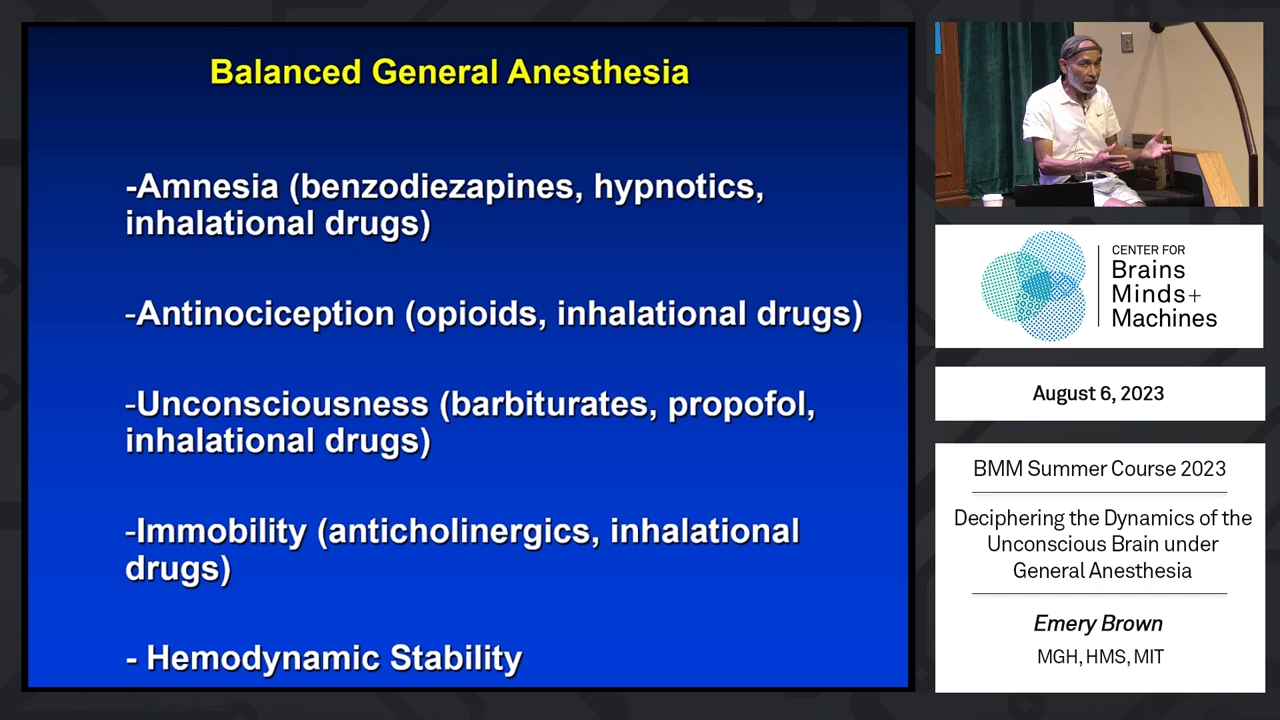 Balanced General Anesthesia
-Amnesia (benzodiezapines, hypnotics,
inhalational drugs)
-Antinociception (opioids, inhalational drugs)
-Unconsciousness (barbiturates, propofol,
inhalational drugs)
-Immobility (anticholinergics, inhalational
drugs)
- Hemodynamic Stability
CENTER FOR
Brains
Minds+
Machines
August 6, 2023
BMM Summer Course 2023
Deciphering the Dynamics of the
Unconscious Brain under
General Anesthesia
Emery Brown
MGH, HMS, MIT